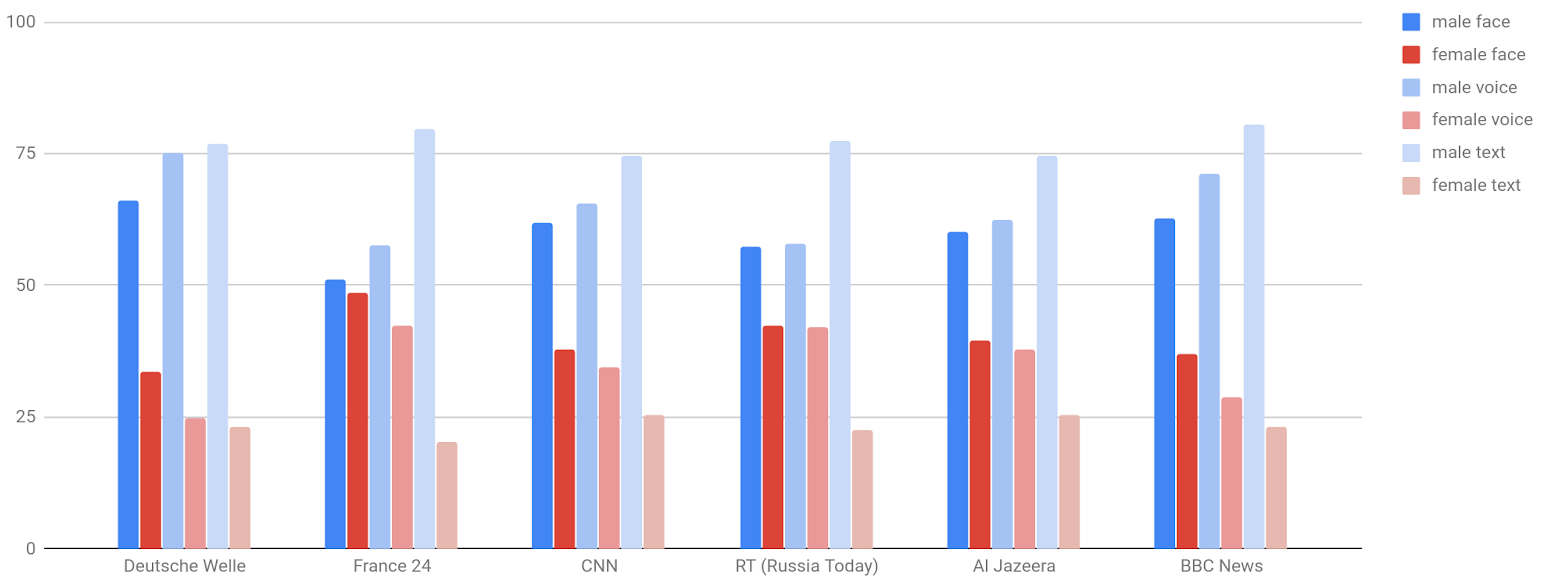 100
75
50
25
0
Deutsche Welle
France 24
CNN
RT (Russia Today)
Al Jazeera
BBC News
male face
female face
male voice
female voice
male text
female text